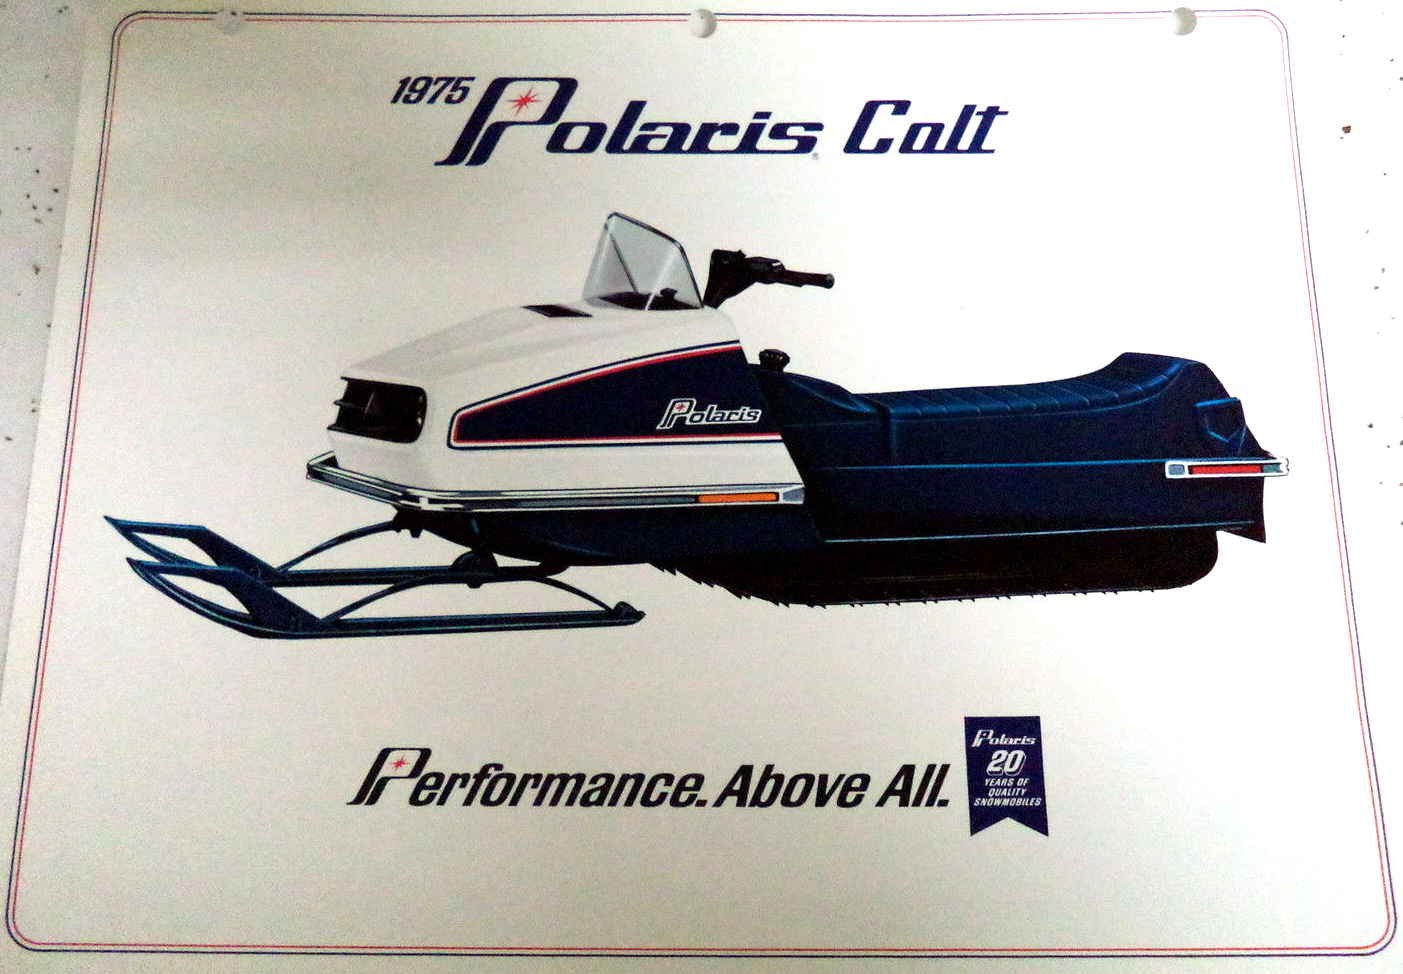 1975 Polaris® Colt
Polaris
Performance. Above All.
Polaris
20
YEARS OF
QUALITY
SNOWMOBILES